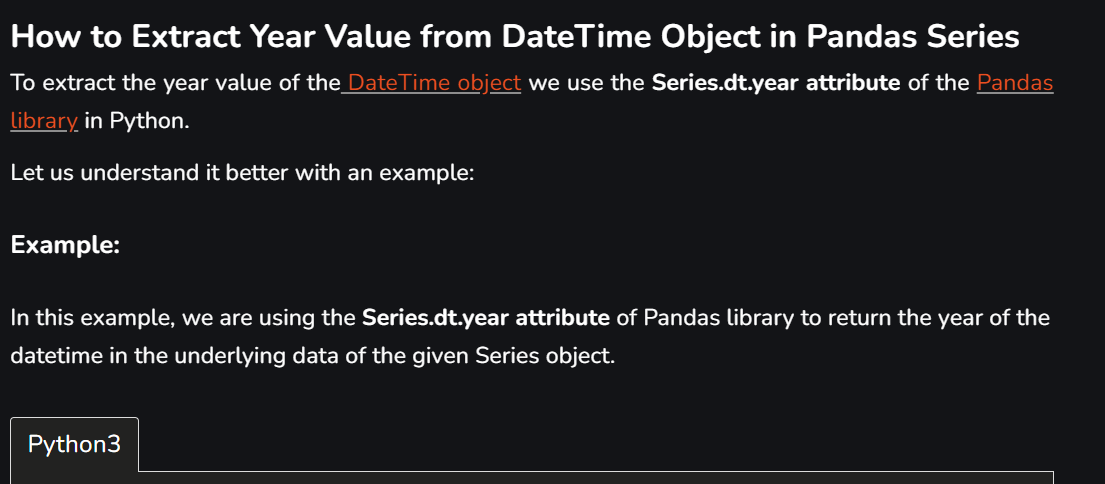 How to Extract Year Value from DateTime Object in Pandas Series
To extract the year value of the DateTime object we use the Series.dt.year attribute of the Pandas
library in Python.
Let us understand it better with an example:
Example:
In this example, we are using the Series.dt.year attribute of Pandas library to return the year of the
datetime in the underlying data of the given Series object.
Python3